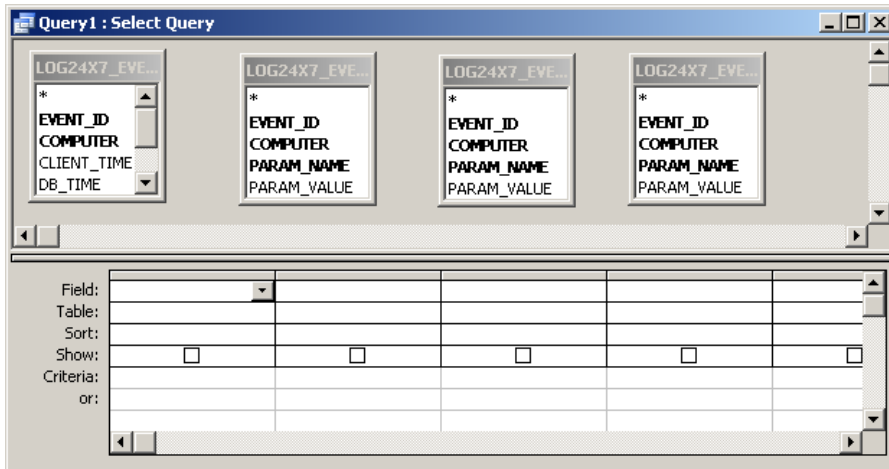 Query1 : Select Query
LOG24X7_EVE...
*
EVENT_ID
COMPUTER
CLIENT_TIME
DB_TIME
LOG24X7_EVE...
*
EVENT_ID
COMPUTER
PARAM_NAME
PARAM_VALUE
LOG24X7_EVE...
*
EVENT_ID
COMPUTER
PARAM_NAME
PARAM_VALUE
LOG24X7_EVE...
*
EVENT_ID
COMPUTER
PARAM_NAME
PARAM_VALUE
Field:
Table:
Sort:
Show:
Criteria:
or: